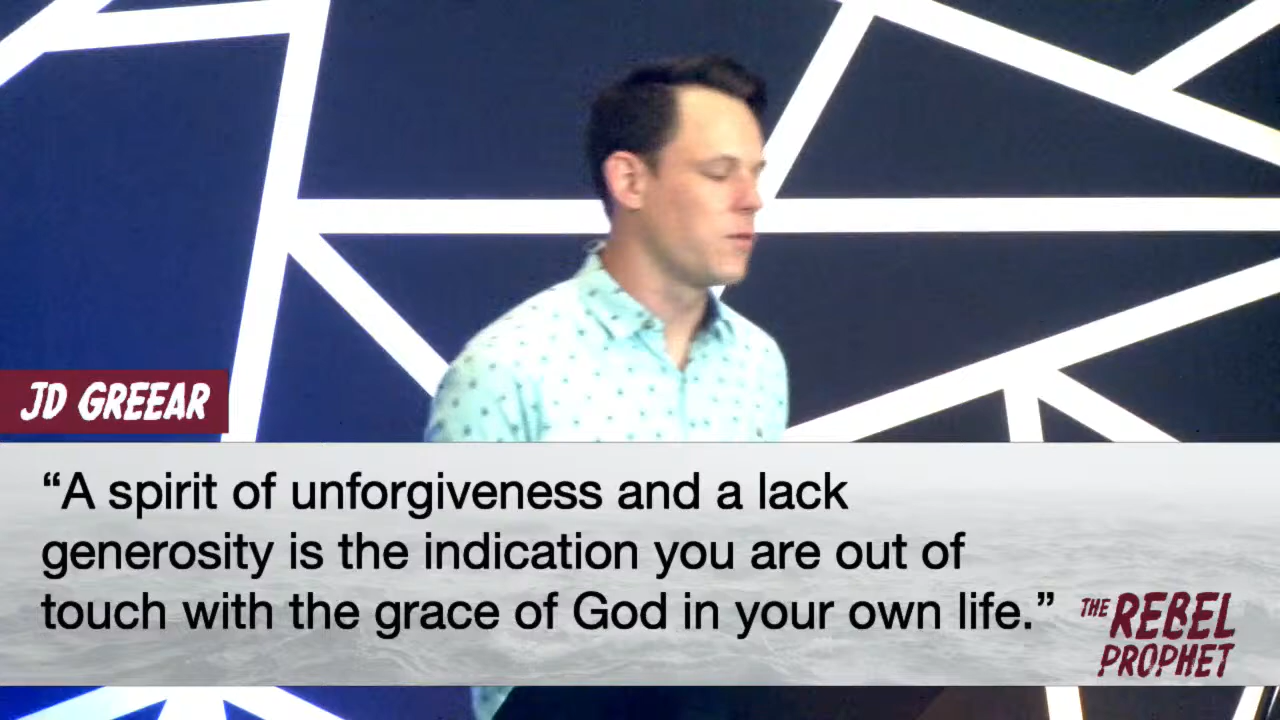 JD GREEAR
“A spirit of unforgiveness and a lack
generosity is the indication you are out of
touch with the grace of God in your own life.”
THE REBEL
PROPHET